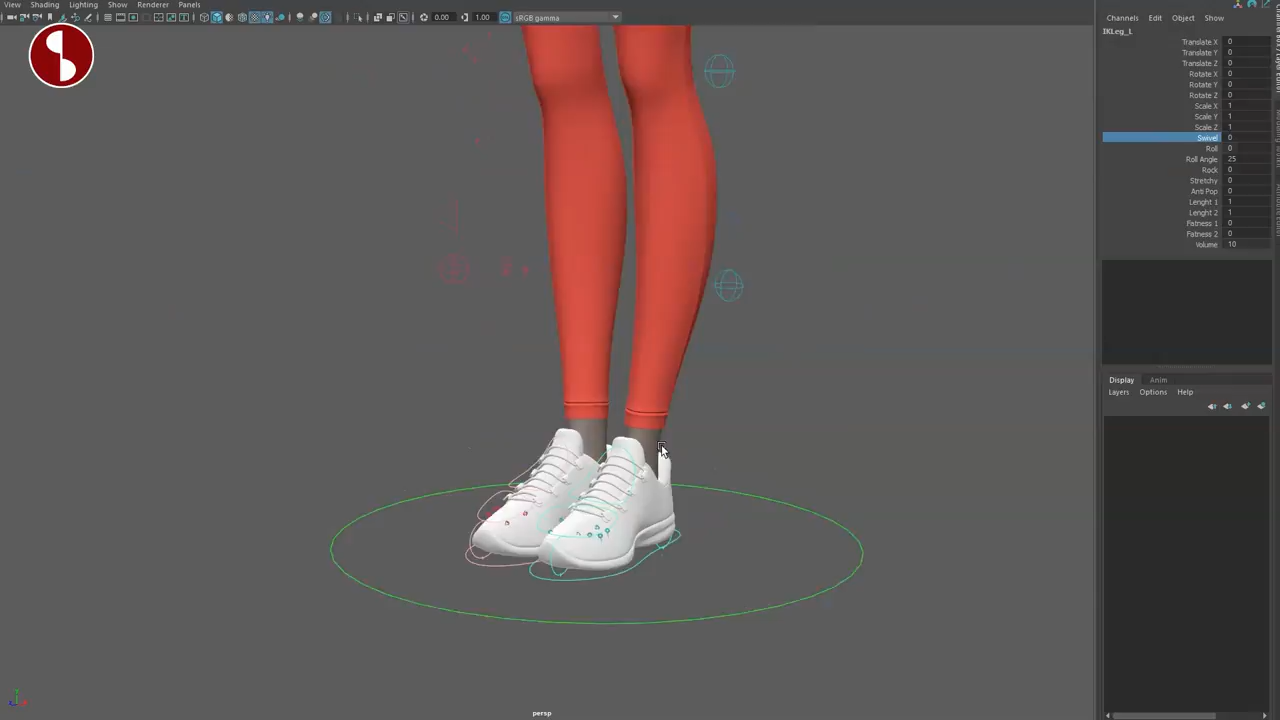 View Shading Lighting Show Renderer Panels
0.00 1.00 sRGB gamma
Channels Edit Object Show
IKLeg_L
Translate X 0
Translate Y 0
Translate Z 0
Rotate X 0
Rotate Y 0
Rotate Z 0
Scale X 1
Scale Y 1
Scale Z 1
Swivel 0
Roll 0
Roll Angle 25
Rock 0
Stretchy 0
Anti Pop 0
Lenght 1 1
Lenght 2 1
Fatness 1 0
Fatness 2 0
Volume 10
Display Anim
Layers Options Help
persp